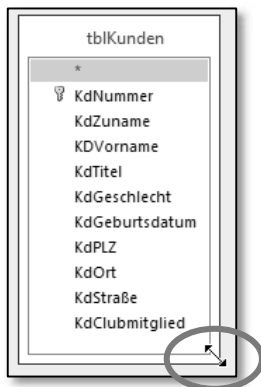 tblKunden
*
KdNummer
KdZuname
KDVorname
KdTitel
KdGeschlecht
KdGeburtsdatum
KdPLZ
KdOrt
KdStraße
KdClubmitglied